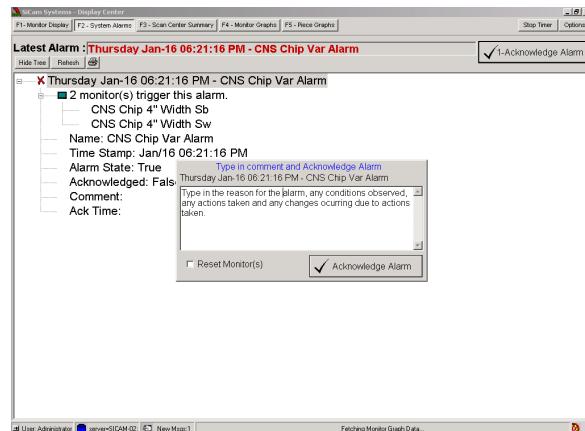 SiCam Systems - Display Center
F1 - Monitor Display F2 - System Alarms F3 - Scan Center Summary F4 - Monitor Graphs F5 - Piece Graphs Stop Timer Options
Latest Alarm : Thursday Jan-16 06:21:16 PM - CNS Chip Var Alarm
1-Acknowledge Alarm
Hide Tree Refresh
Thursday Jan-16 06:21:16 PM - CNS Chip Var Alarm
2 monitor(s) trigger this alarm.
CNS Chip 4" Width Sb
CNS Chip 4" Width Sw
Name: CNS Chip Var Alarm
Time Stamp: Jan/16 06:21:16 PM
Alarm State: True
Acknowledged: Fals
Comment:
Ack Time:
Type in comment and Acknowledge Alarm
Thursday Jan-16 06:21:16 PM - CNS Chip Var Alarm
Type in the reason for the alarm, any conditions observed,
any actions taken and any changes ocurring due to actions
taken.
Reset Monitor(s)
Acknowledge Alarm
User: Administrator server=SICAM-02 New Msgs:1 Fetching Monitor Graph Data...